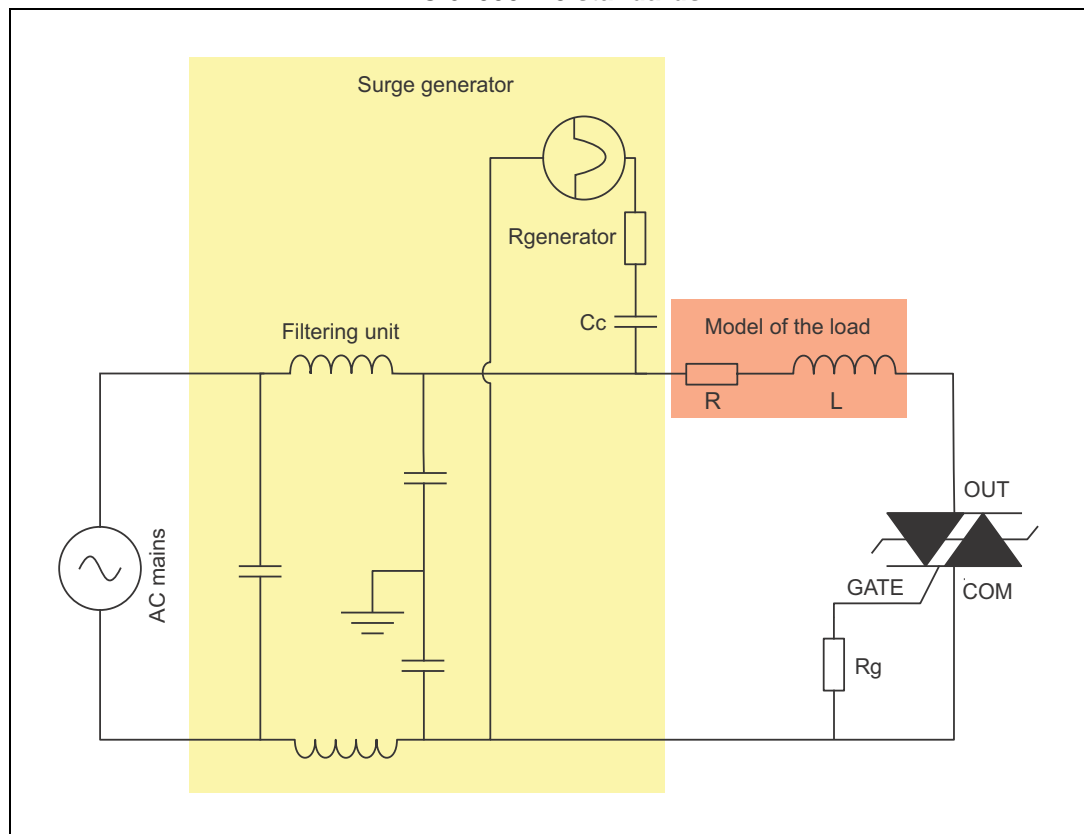 Surge generator
Rgenerator
Cc
Model of the load
Filtering unit
R
L
OUT
AC mains
GATE
COM
Rg